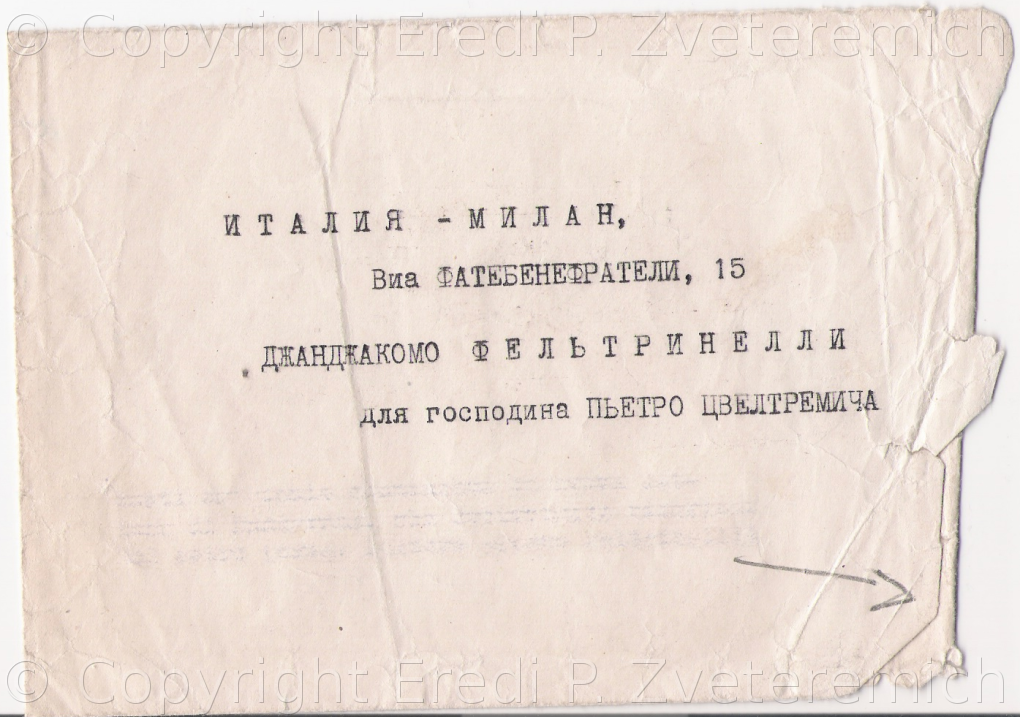 © Copyright Eredi P. Zveteremich
И Т А Л И Я - М И Л А Н,
Виа ФАТЕБЕНЕФРАТЕЛИ, 15
ДЖАНДЖАКОМО Ф Е Л Ь Т Р И Н Е Л Л И
для господина ПЬЕТРО ЦВЕЛТРЕМИЧА
© Copyright Eredi P. Zveteremich